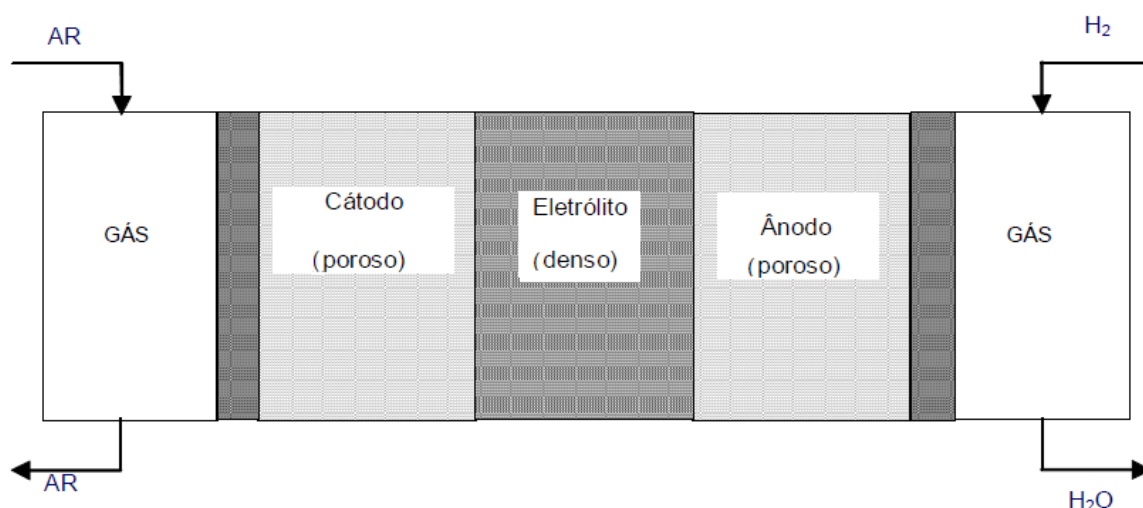 AR
H₂
GÁS
Cátodo
(poroso)
Eletrólito
(denso)
Ânodo
(poroso)
GÁS
AR
H₂O